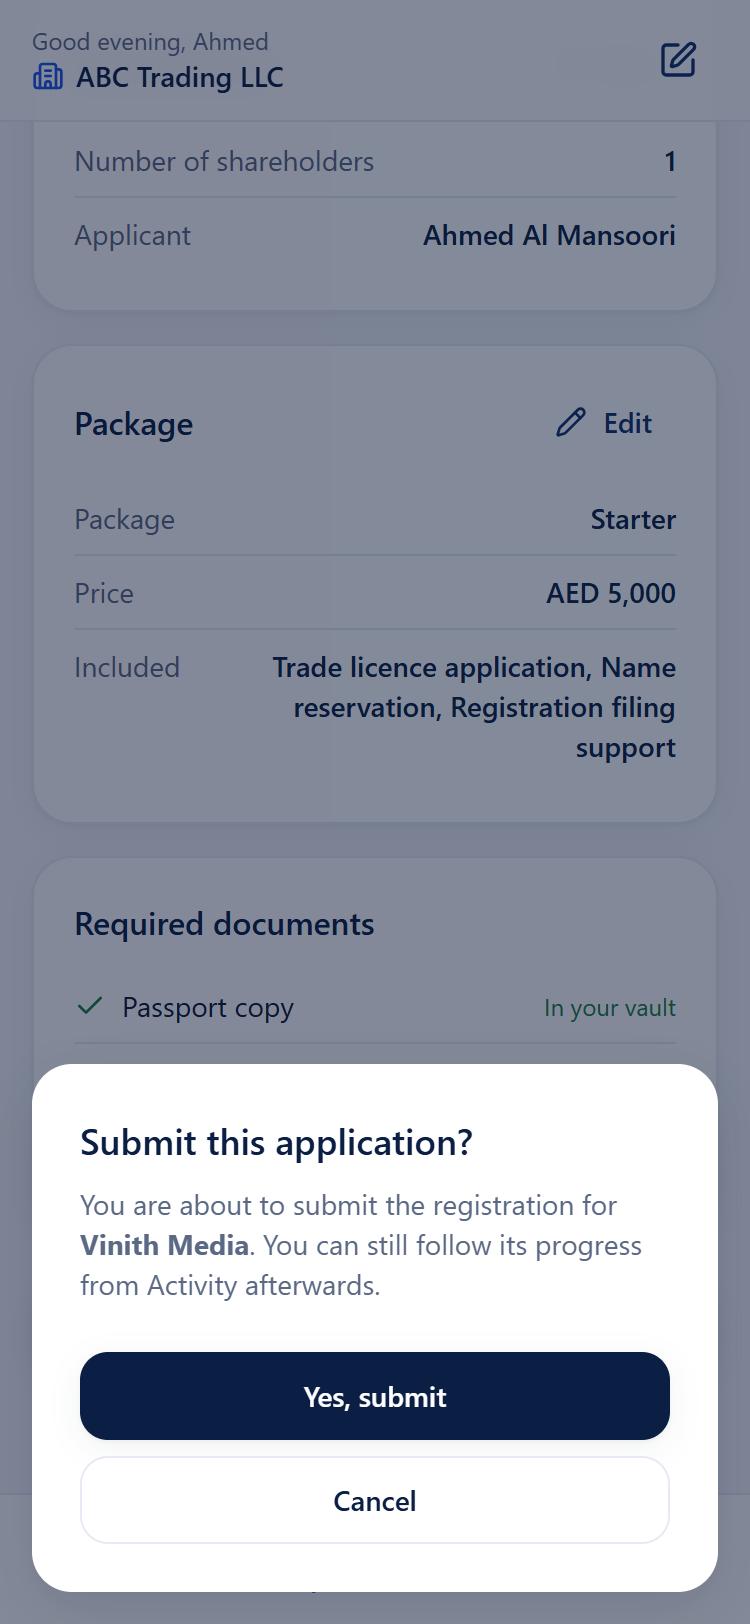 Good evening, Ahmed
ABC Trading LLC
Number of shareholders 1
Applicant Ahmed Al Mansoori
Package Edit
Package Starter
Price AED 5,000
Included Trade licence application, Name
reservation, Registration filing
support
Required documents
Passport copy In your vault
Submit this application?
You are about to submit the registration for
Vinith Media. You can still follow its progress
from Activity afterwards.
Yes, submit
Cancel